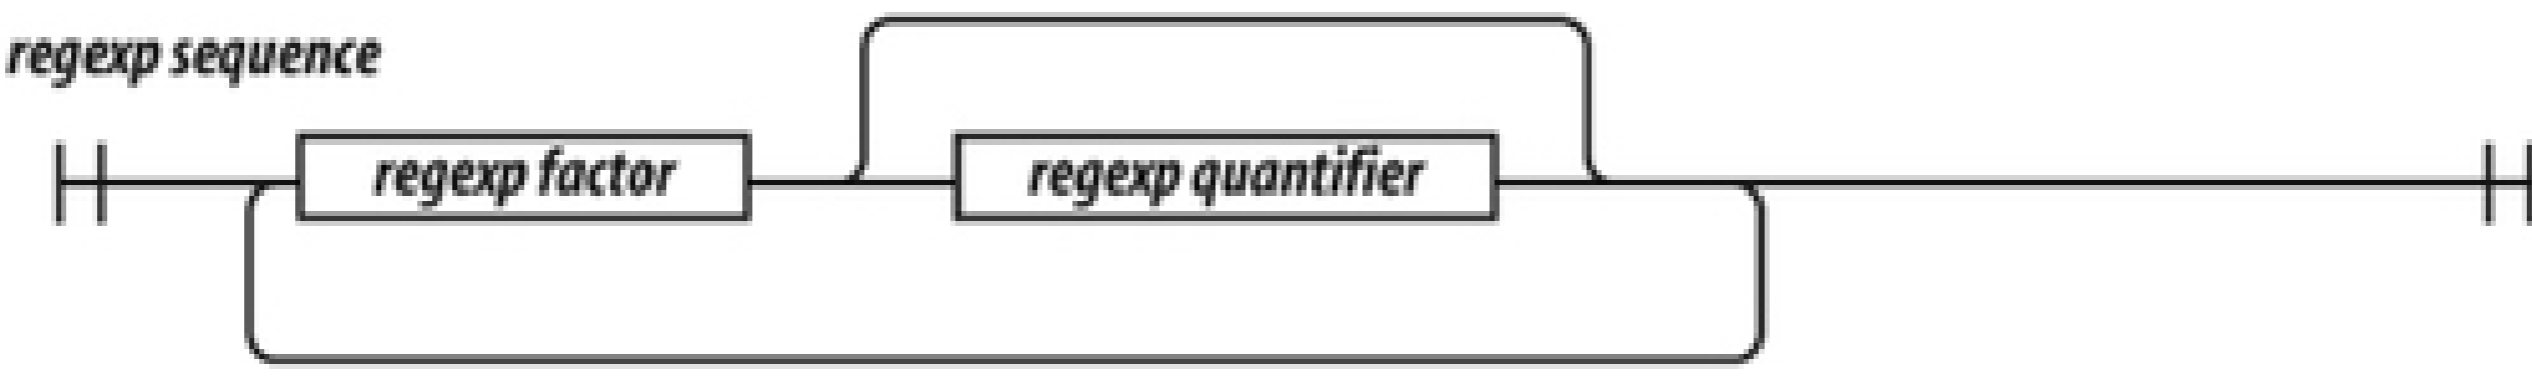 regexp sequence
regexp factor
regexp quantifier